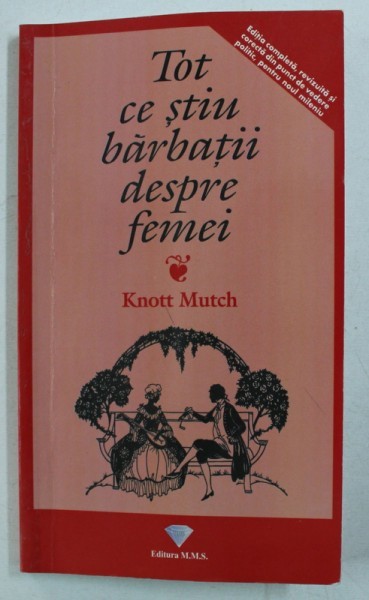 Ediția completă, revizuită și
corectă din punct de vedere
politic, pentru noul mileniu
Tot
ce știu
bărbații
despre
femei
Knott Mutch
Editura M.M.S.